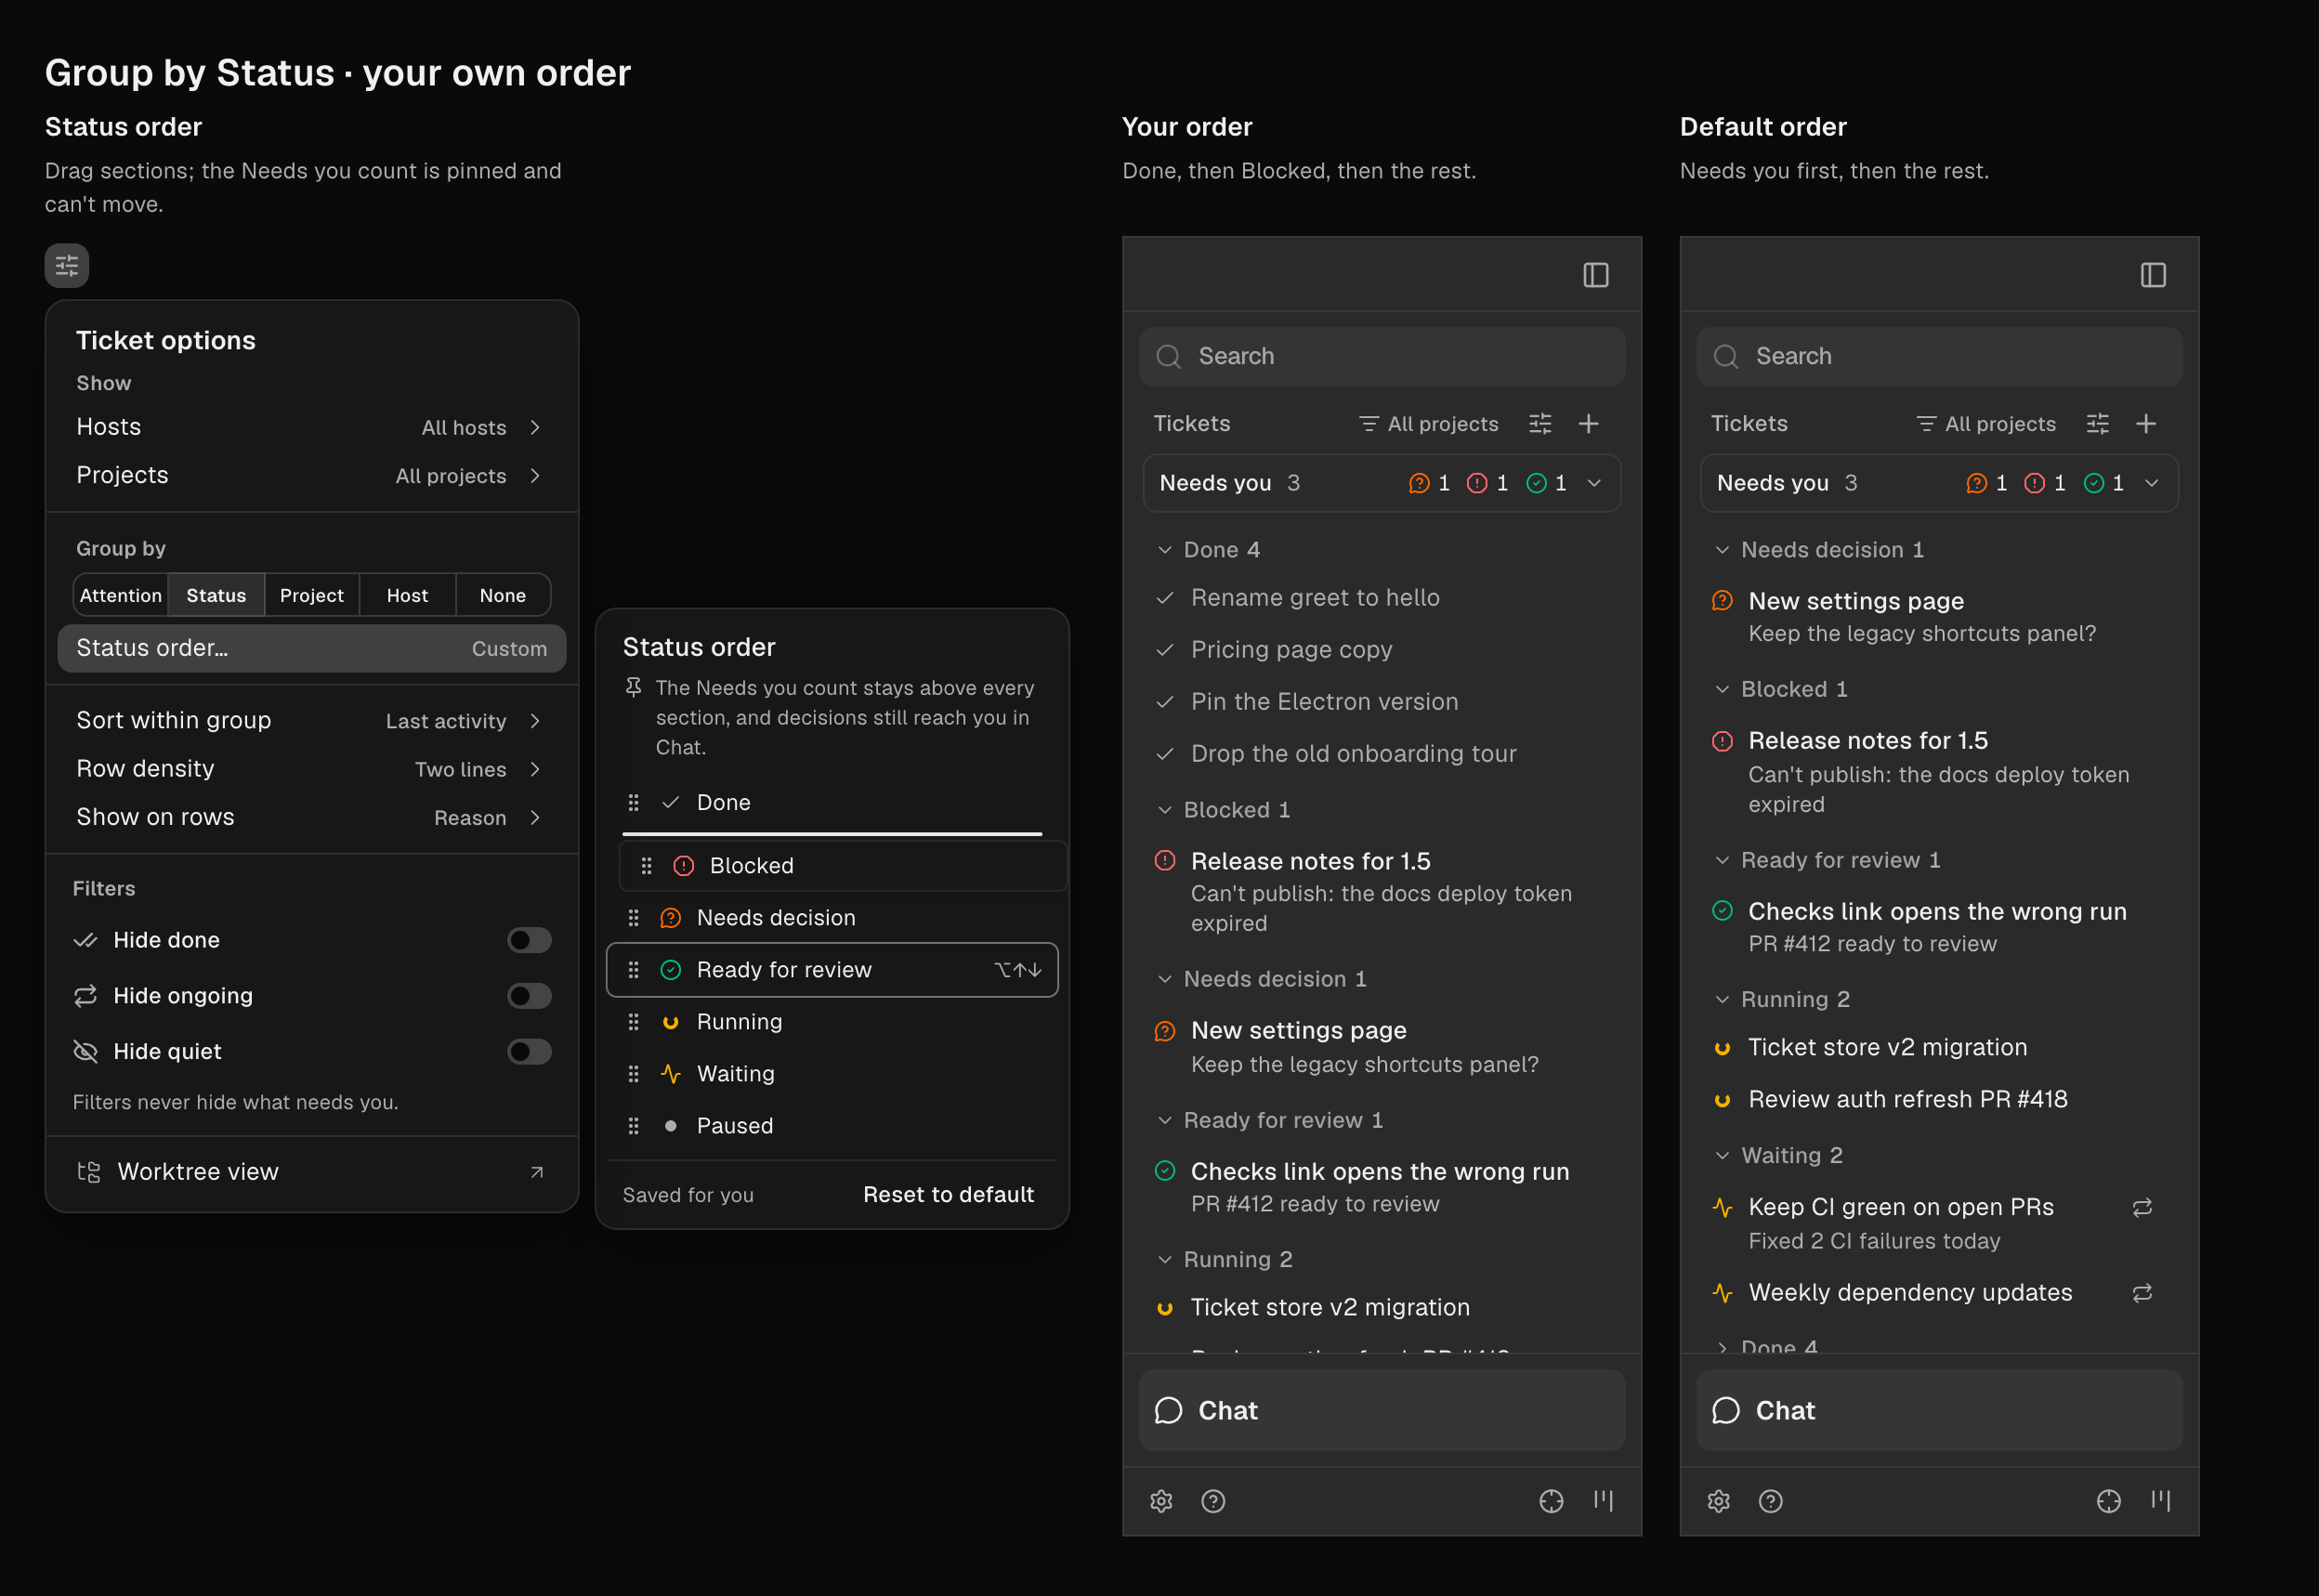 Group by Status · your own order
Status order
Drag sections; the Needs you count is pinned and
can't move.
Ticket options
Show
Hosts All hosts
Projects All projects
Group by
Attention Status Project Host None
Status order... Custom
Sort within group Last activity
Row density Two lines
Show on rows Reason
Filters
Hide done
Hide ongoing
Hide quiet
Filters never hide what needs you.
Worktree view
Status order
The Needs you count stays above every
section, and decisions still reach you in
Chat.
Done
Blocked
Needs decision
Ready for review ⌥↑↓
Running
Waiting
Paused
Saved for you Reset to default
Your order
Done, then Blocked, then the rest.
Search
Tickets All projects
Needs you 3 1 1 1
Done 4
Rename greet to hello
Pricing page copy
Pin the Electron version
Drop the old onboarding tour
Blocked 1
Release notes for 1.5
Can't publish: the docs deploy token
expired
Needs decision 1
New settings page
Keep the legacy shortcuts panel?
Ready for review 1
Checks link opens the wrong run
PR #412 ready to review
Running 2
Ticket store v2 migration
Chat
Default order
Needs you first, then the rest.
Search
Tickets All projects
Needs you 3 1 1 1
Needs decision 1
New settings page
Keep the legacy shortcuts panel?
Blocked 1
Release notes for 1.5
Can't publish: the docs deploy token
expired
Ready for review 1
Checks link opens the wrong run
PR #412 ready to review
Running 2
Ticket store v2 migration
Review auth refresh PR #418
Waiting 2
Keep CI green on open PRs
Fixed 2 CI failures today
Weekly dependency updates
Done 4
Chat